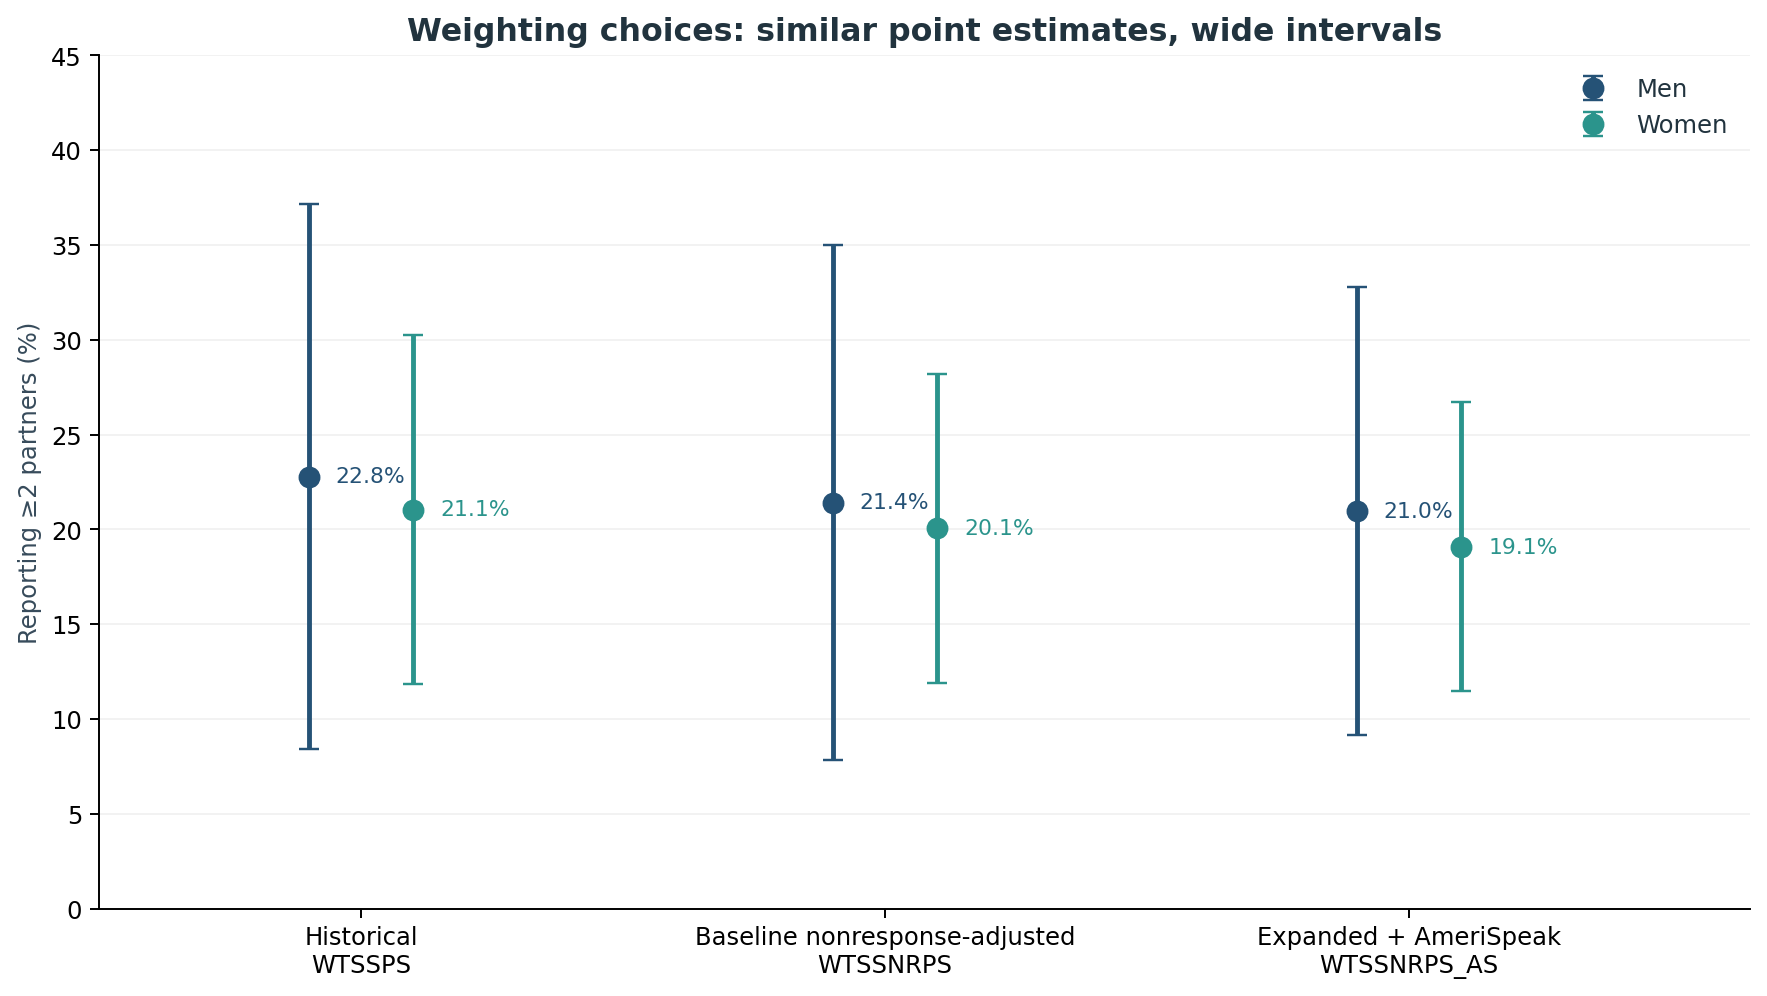 Weighting choices: similar point estimates, wide intervals
Men
Women
Reporting ≥2 partners (%)
45
40
35
30
25
20
15
10
5
0
22.8%
21.1%
21.4%
20.1%
21.0%
19.1%
Historical
WTSSPS
Baseline nonresponse-adjusted
WTSSNRPS
Expanded + AmeriSpeak
WTSSNRPS_AS